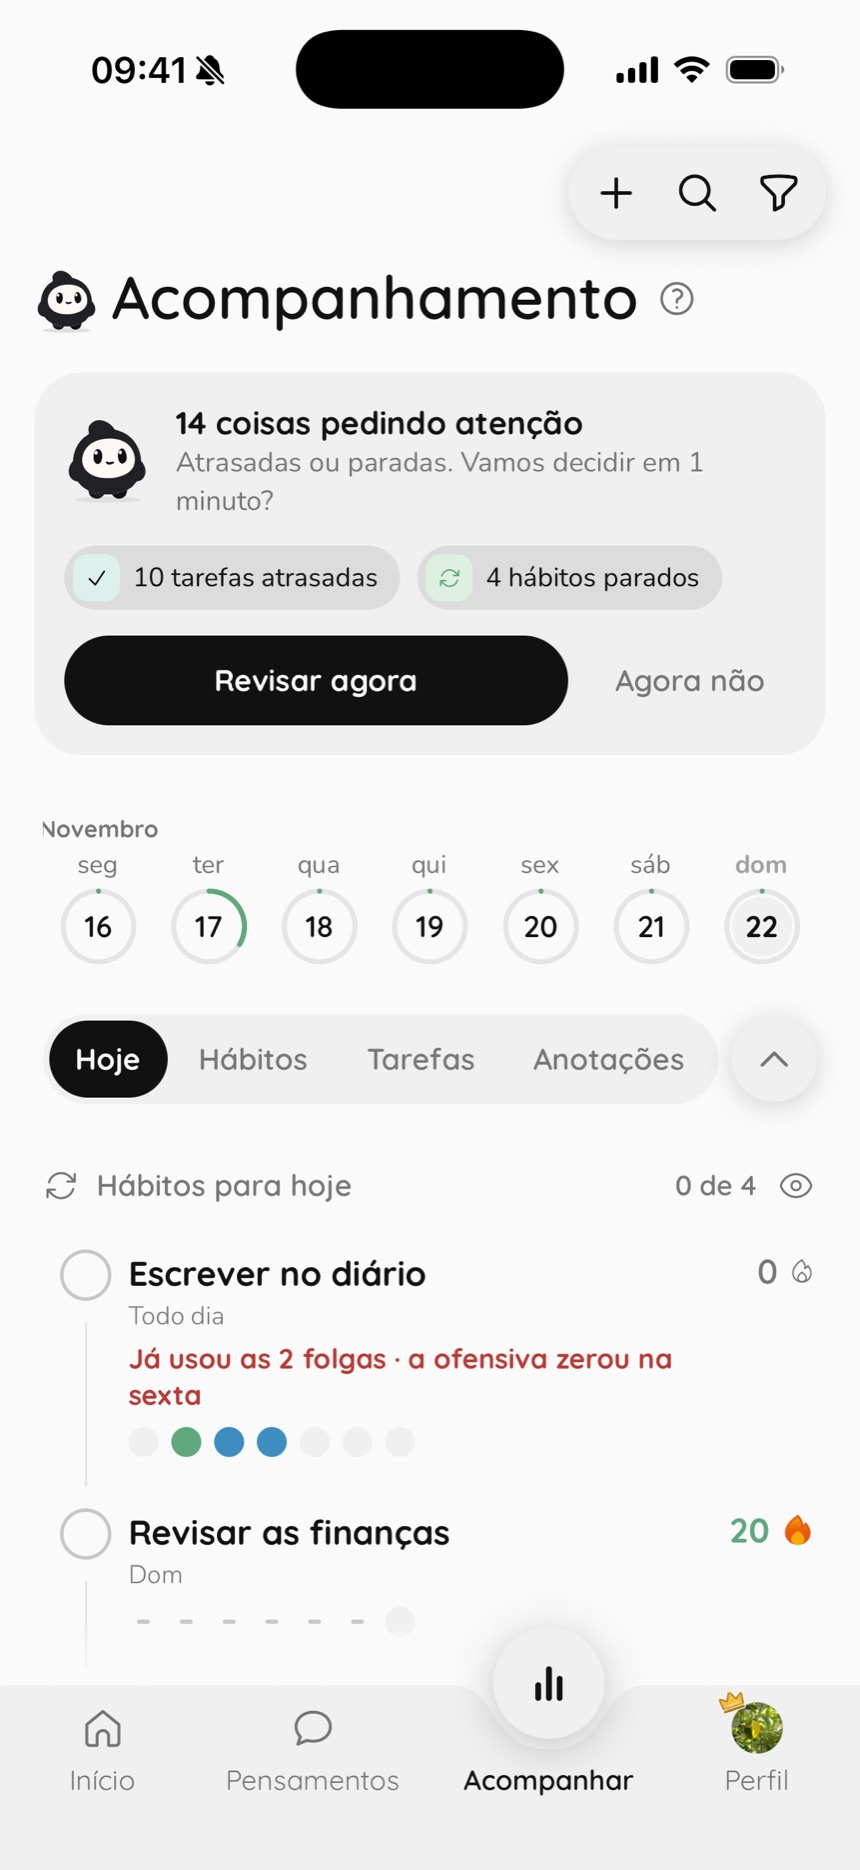 09:41
Acompanhamento
14 coisas pedindo atenção
Atrasadas ou paradas. Vamos decidir em 1
minuto?
10 tarefas atrasadas
4 hábitos parados
Revisar agora
Agora não
Novembro
seg ter qua qui sex sáb dom
16 17 18 19 20 21 22
Hoje Hábitos Tarefas Anotações
Hábitos para hoje
0 de 4
Escrever no diário
0
Todo dia
Já usou as 2 folgas · a ofensiva zerou na
sexta
Revisar as finanças
20
Dom
Início Pensamentos Acompanhar Perfil